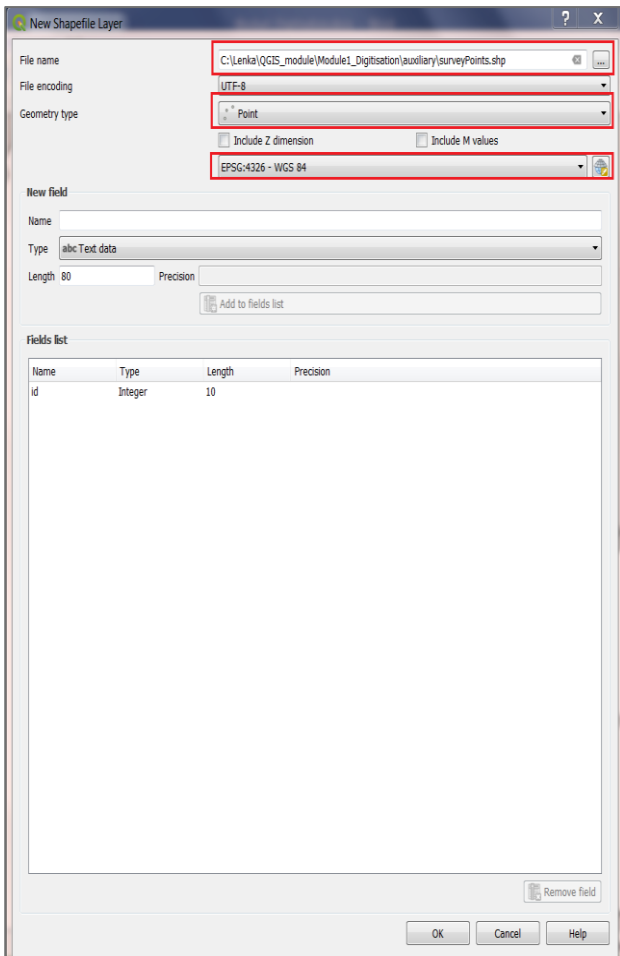 New Shapefile Layer
File name C:\Lenka\QGIS_module\Module1_Digitisation\auxiliary\surveyPoints.shp ...
File encoding UTF-8
Geometry type Point
Include Z dimension Include M values
EPSG:4326 - WGS 84
New field
Name
Type abc Text data
Length 80 Precision
Add to fields list
Fields list
Name Type Length Precision
id Integer 10
Remove field
OK Cancel Help